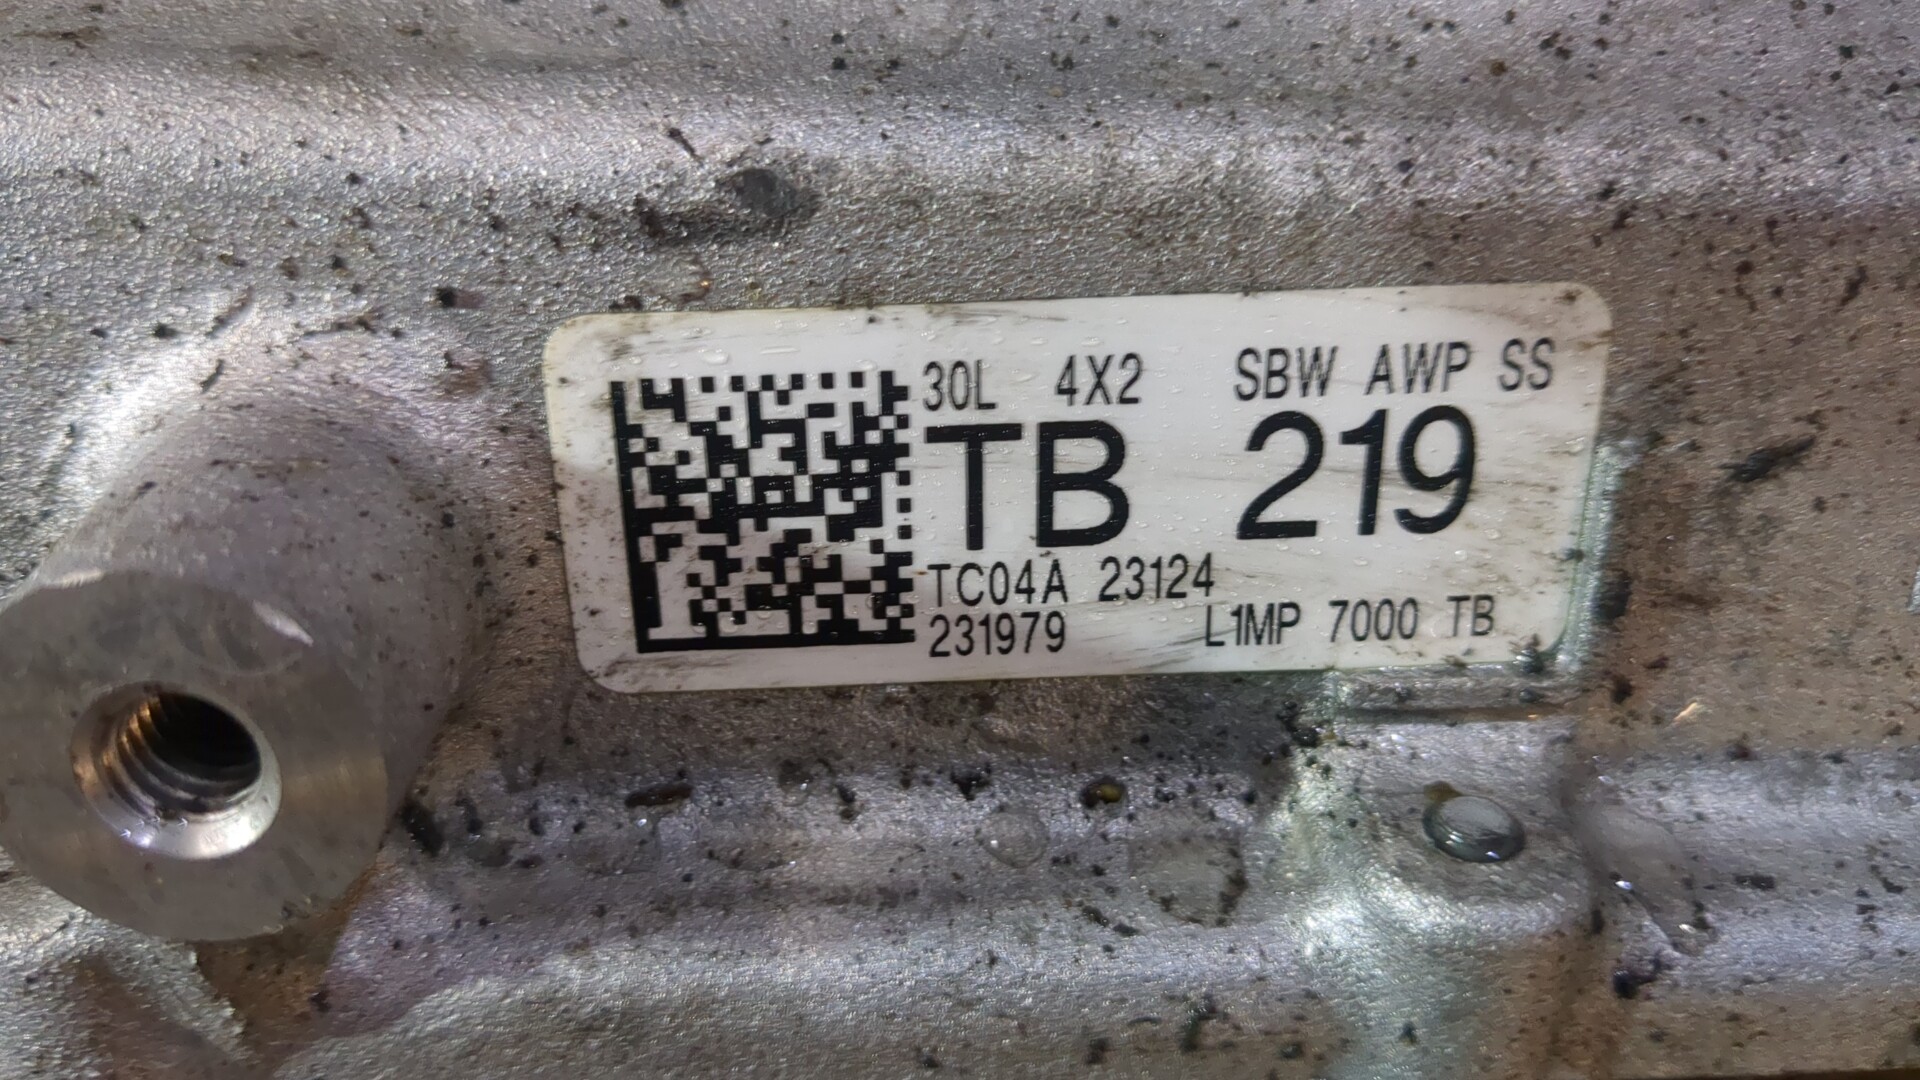 30L 4X2 SBW AWP SS
TB 219
TC04A 23124
231979 L1MP 7000 TB